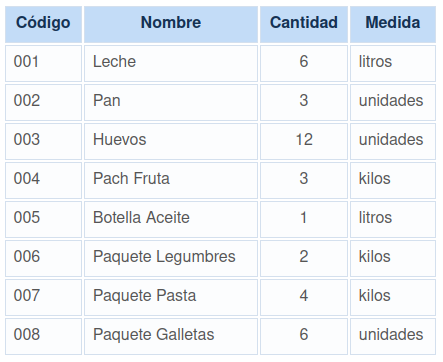 Código Nombre Cantidad Medida
001 Leche 6 litros
002 Pan 3 unidades
003 Huevos 12 unidades
004 Pach Fruta 3 kilos
005 Botella Aceite 1 litros
006 Paquete Legumbres 2 kilos
007 Paquete Pasta 4 kilos
008 Paquete Galletas 6 unidades